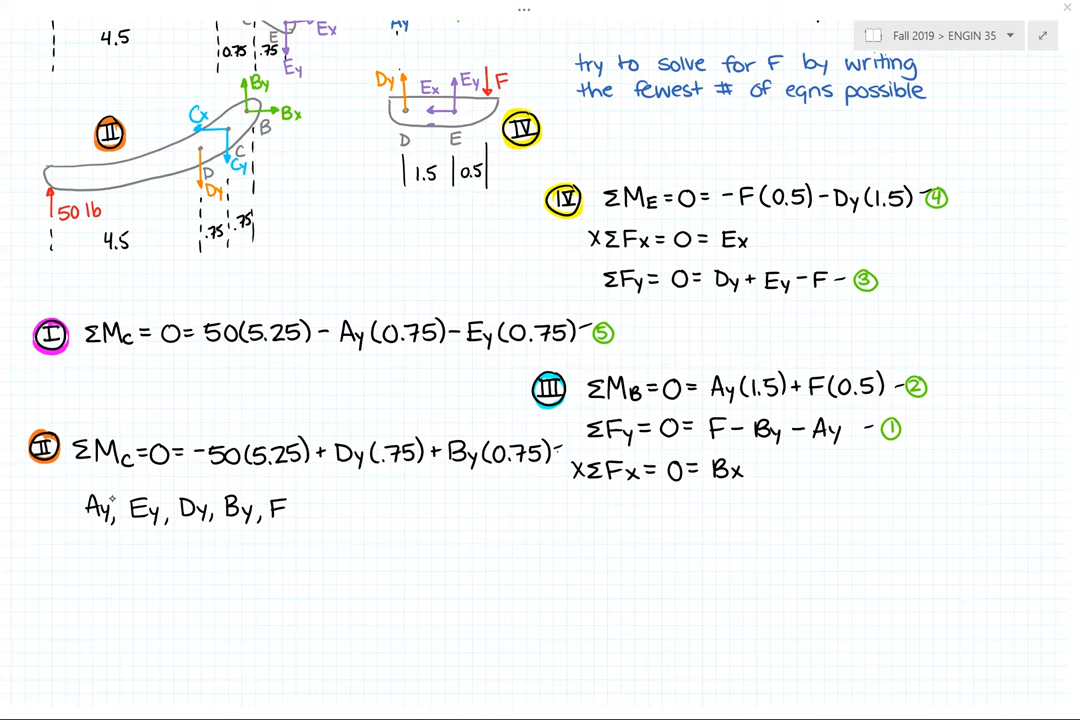 ...
Fall 2019 > ENGIN 35
4.5
0.75
.75
E
Ex
Ey
Ay
try to solve for F by writing
the fewest # of eqns possible
II
Cx
By
Bx
B
C
Cy
D
Dy
50 lb
4.5
.75
.75
Dy
Ex
Ey
F
D
E
1.5
0.5
IV
IV ΣME = 0 = -F(0.5) - Dy(1.5) - 4
x ΣFx = 0 = Ex
ΣFy = 0 = Dy + Ey - F - 3
I ΣMc = 0 = 50(5.25) - Ay(0.75) - Ey(0.75) - 5
III ΣMB = 0 = Ay(1.5) + F(0.5) - 2
ΣFy = 0 = F - By - Ay - 1
x ΣFx = 0 = Bx
II ΣMc = 0 = -50(5.25) + Dy(.75) + By(0.75) -
Ay, Ey, Dy, By, F